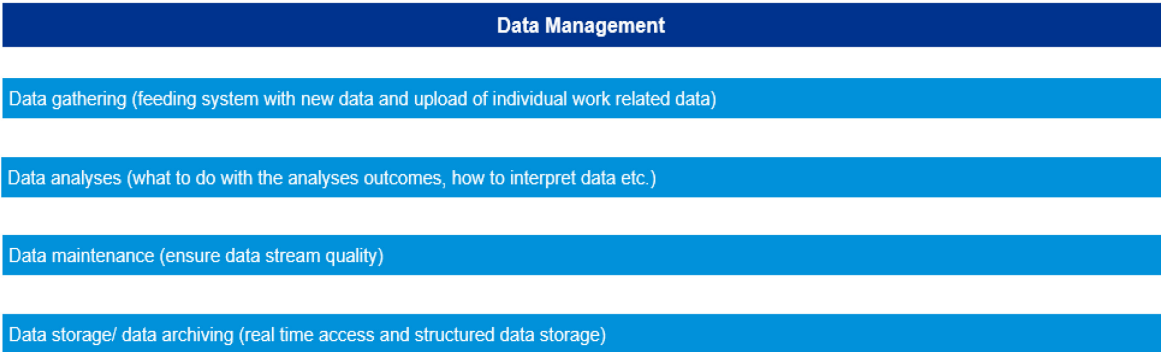 Data Management
Data gathering (feeding system with new data and upload of individual work related data)
Data analyses (what to do with the analyses outcomes, how to interpret data etc.)
Data maintenance (ensure data stream quality)
Data storage/ data archiving (real time access and structured data storage)